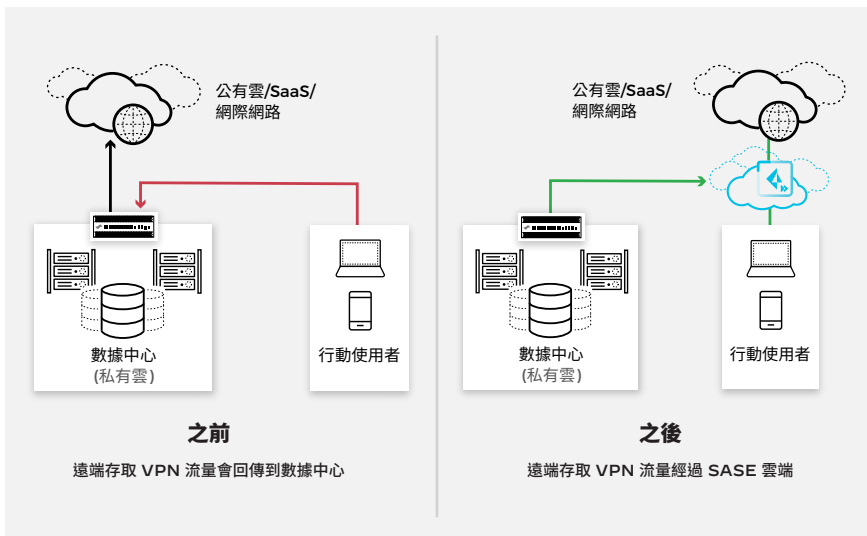 公有雲/SaaS/
網際網路
數據中心
(私有雲)
行動使用者
之前
遠端存取 VPN 流量會回傳到數據中心
公有雲/SaaS/
網際網路
數據中心
(私有雲)
行動使用者
之後
遠端存取 VPN 流量經過 SASE 雲端